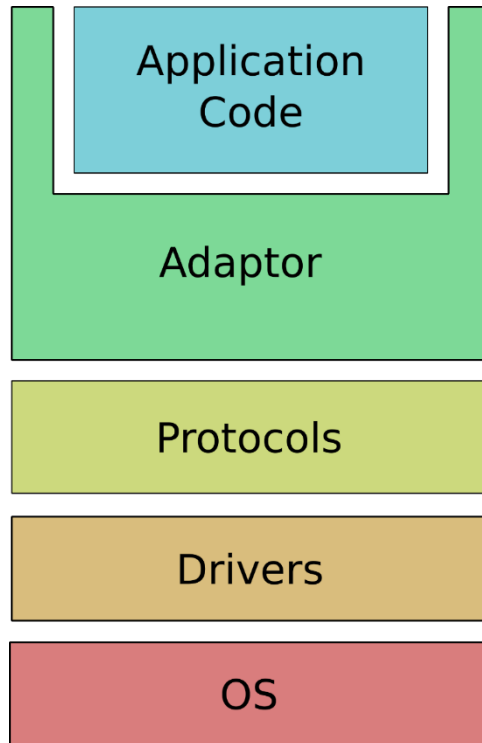 Application
Code
Adaptor
Protocols
Drivers
OS